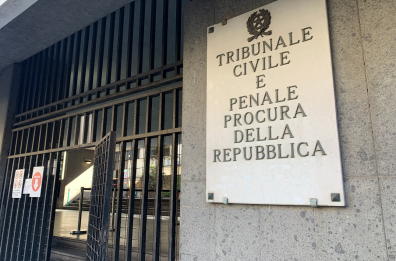 TRIBUNALE
CIVILE
E
PENALE
PROCURA
DELLA
REPUBBLICA